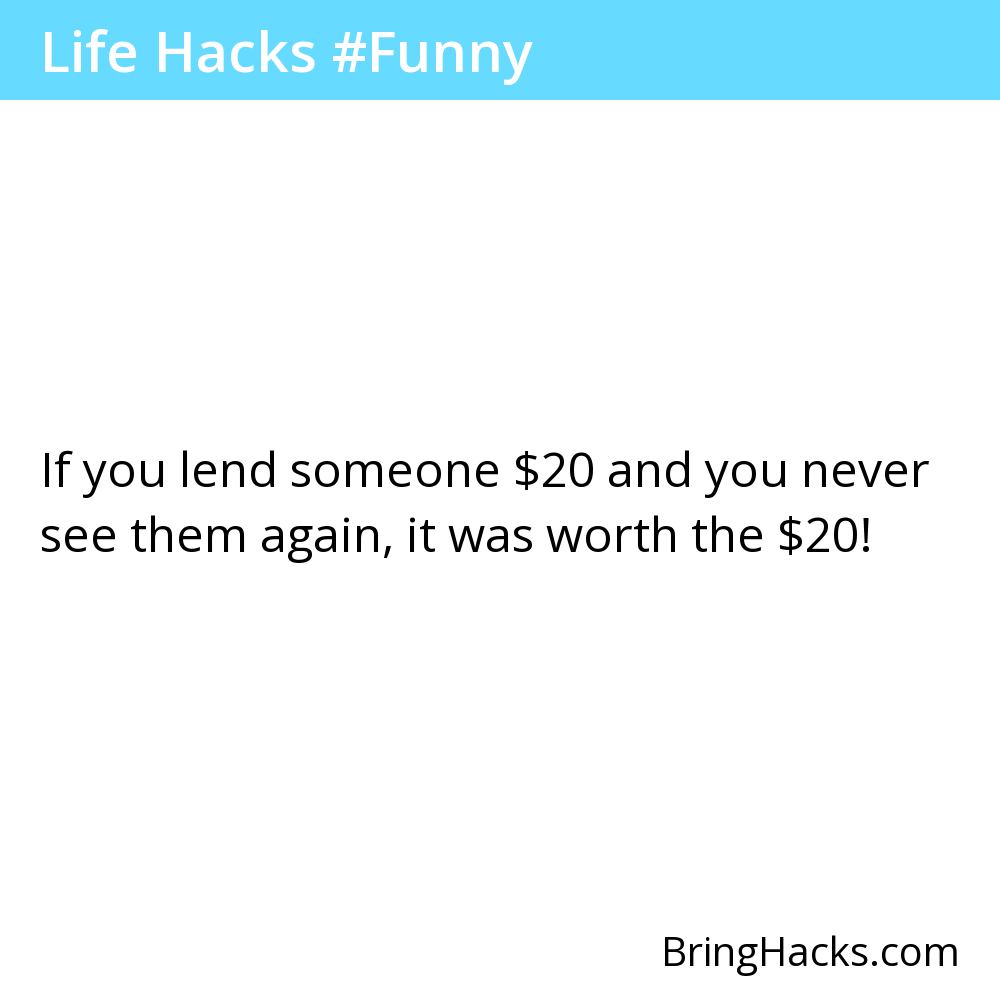 Life Hacks #Funny
If you lend someone $20 and you never
see them again, it was worth the $20!
BringHacks.com